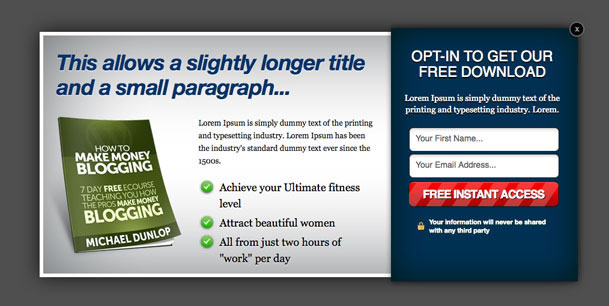 This allows a slightly longer title
and a small paragraph...
HOW TO
MAKE MONEY
BLOGGING
7 DAY FREE ECOURSE
TEACHING YOU HOW
THE PROS MAKE MONEY
BLOGGING
MICHAEL DUNLOP
Lorem Ipsum is simply dummy text of the printing
and typesetting industry. Lorem Ipsum has been
the industry's standard dummy text ever since the
1500s.
Achieve your Ultimate fitness
level
Attract beautiful women
All from just two hours of
"work" per day
x
OPT-IN TO GET OUR
FREE DOWNLOAD
Lorem Ipsum is simply dummy text of the
printing and typesetting industry. Lorem.
Your First Name...
Your Email Address...
FREE INSTANT ACCESS
Your information will never be shared
with any third party